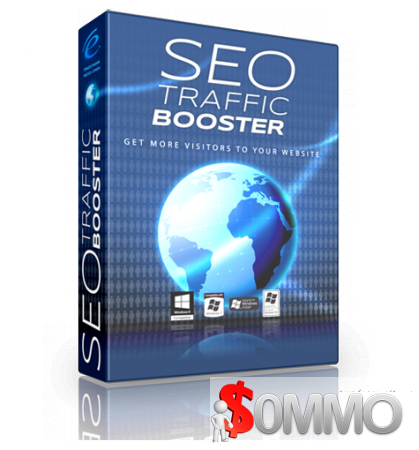 SEO
TRAFFIC
BOOSTER
GET MORE VISITORS TO YOUR WEBSITE
SEO TRAFFIC BOOSTER
$OMMO